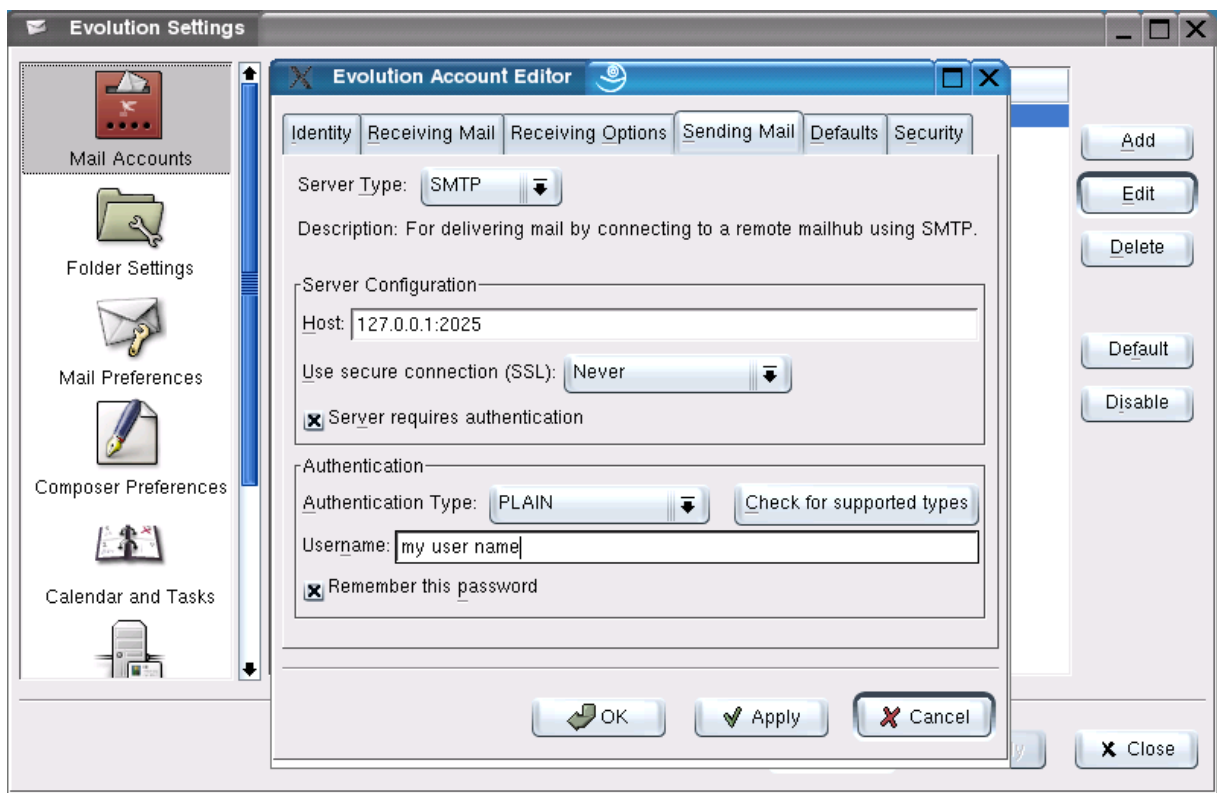 Evolution Settings
Mail Accounts
Folder Settings
Mail Preferences
Composer Preferences
Calendar and Tasks
Evolution Account Editor
Identity
Receiving Mail
Receiving Options
Sending Mail
Defaults
Security
Server Type: SMTP
Description: For delivering mail by connecting to a remote mailhub using SMTP.
Server Configuration
Host: 127.0.0.1:2025
Use secure connection (SSL): Never
Server requires authentication
Authentication
Authentication Type: PLAIN
Check for supported types
Username: my user name
Remember this password
OK
Apply
Cancel
Add
Edit
Delete
Default
Disable
Close